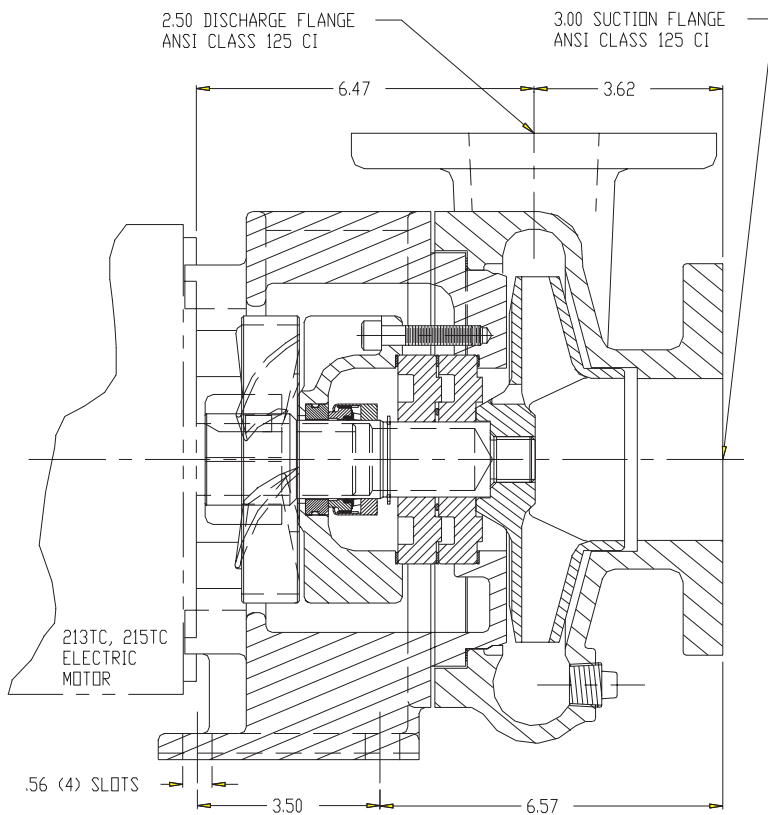 2.50 DISCHARGE FLANGE
ANSI CLASS 125 CI
3.00 SUCTION FLANGE
ANSI CLASS 125 CI
6.47
3.62
213TC, 215TC
ELECTRIC
MOTOR
.56 (4) SLOTS
3.50
6.57